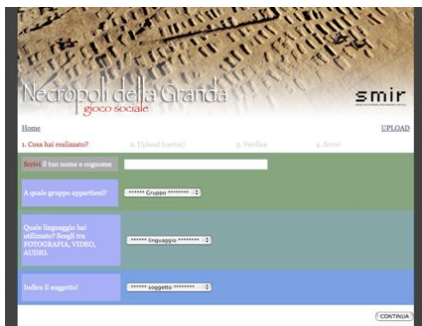 Necropoli della Granda
gioco sociale
smir
Home
UPLOAD
1. Cosa hai realizzato?
2. Upload (carica)
3. Verifica
4. Scrivi
Scrivi il tuo nome e cognome
A quale gruppo appartieni?
****** Gruppo ********
Quale linguaggio hai
utilizzato? Scegli tra
FOTOGRAFIA, VIDEO,
AUDIO.
****** linguaggio ********
Indica il soggetto!
****** soggetto ********
CONTINUA